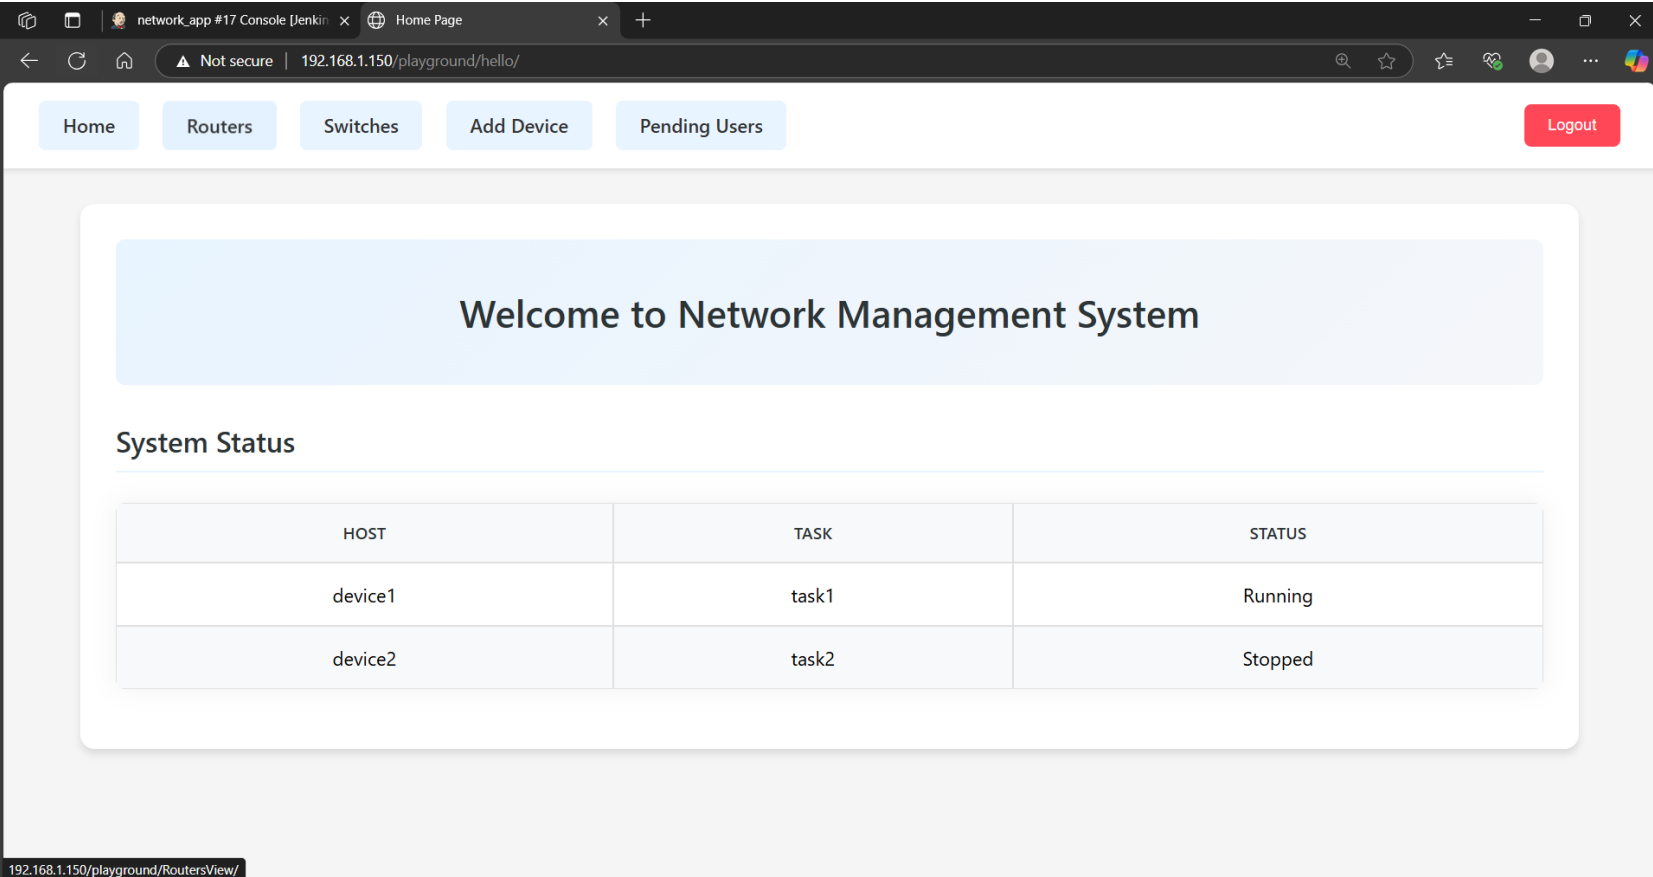 network_app #17 Console [Jenkin
Home Page
Not secure 192.168.1.150/playground/hello/
Home Routers Switches Add Device Pending Users Logout
Welcome to Network Management System
System Status
HOST TASK STATUS
device1 task1 Running
device2 task2 Stopped
192.168.1.150/playground/RoutersView/